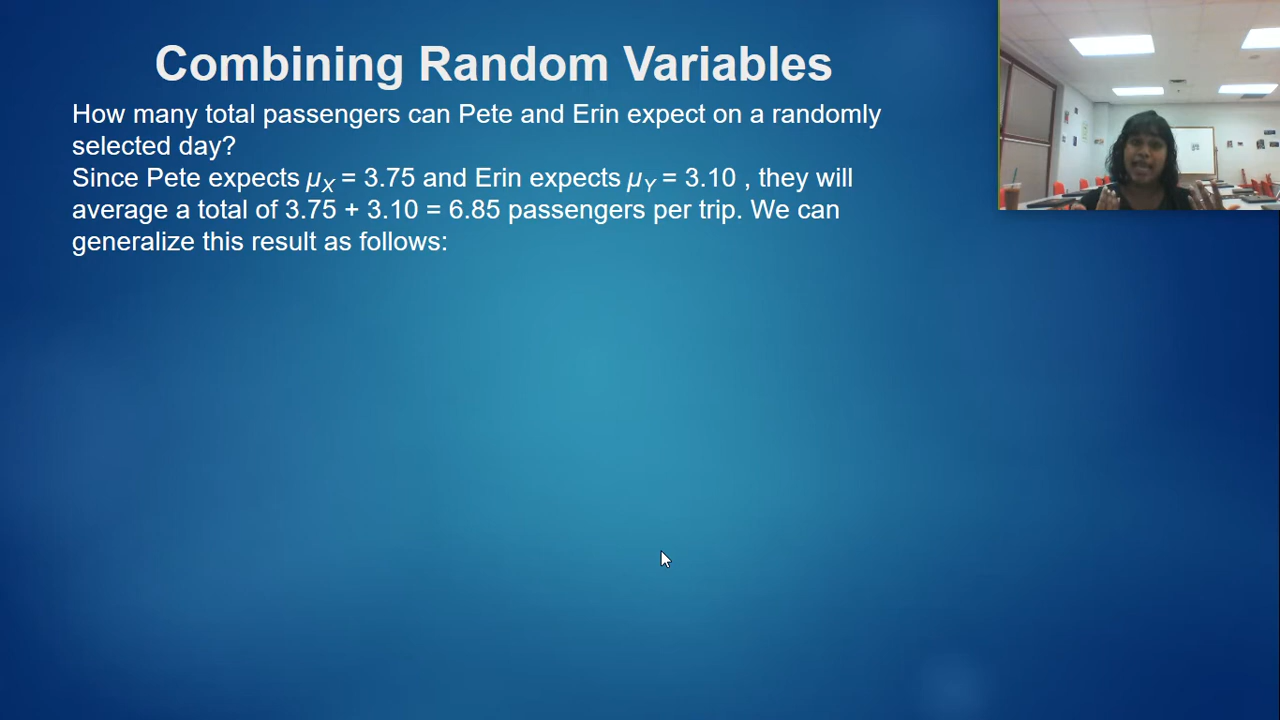 Combining Random Variables
How many total passengers can Pete and Erin expect on a randomly
selected day?
Since Pete expects μX = 3.75 and Erin expects μY = 3.10 , they will
average a total of 3.75 + 3.10 = 6.85 passengers per trip. We can
generalize this result as follows: